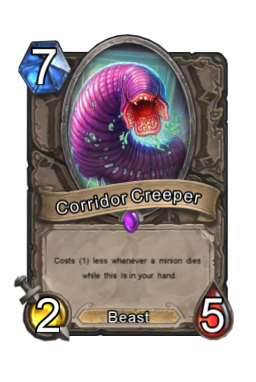 7
Corridor Creeper
Costs (1) less whenever a minion dies
while this is in your hand.
2
Beast
5